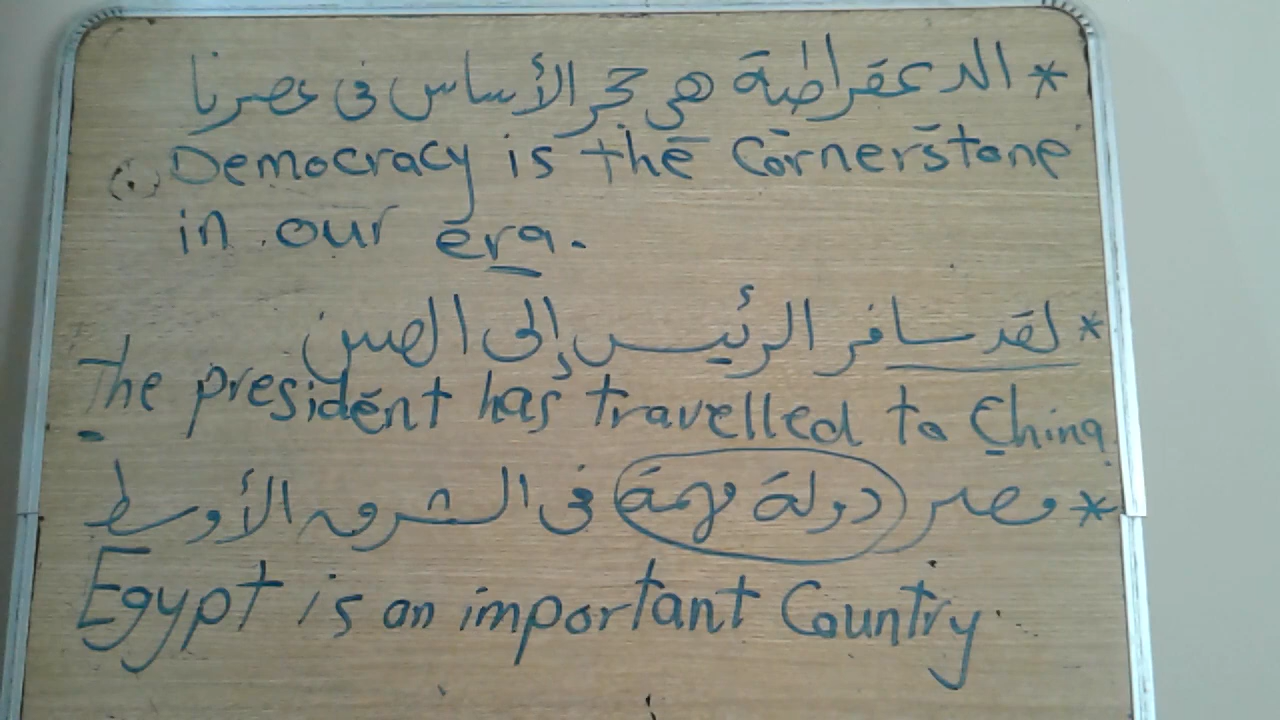 * الديمقراطية هي حجر الأساس في عصرنا
Democracy is the Cornerstone
in our era.
* لقد سافر الرئيس إلى الصين
The president has travelled to China.
* مصر دولة مهمة في الشرق الأوسط
Egypt is an important Country.